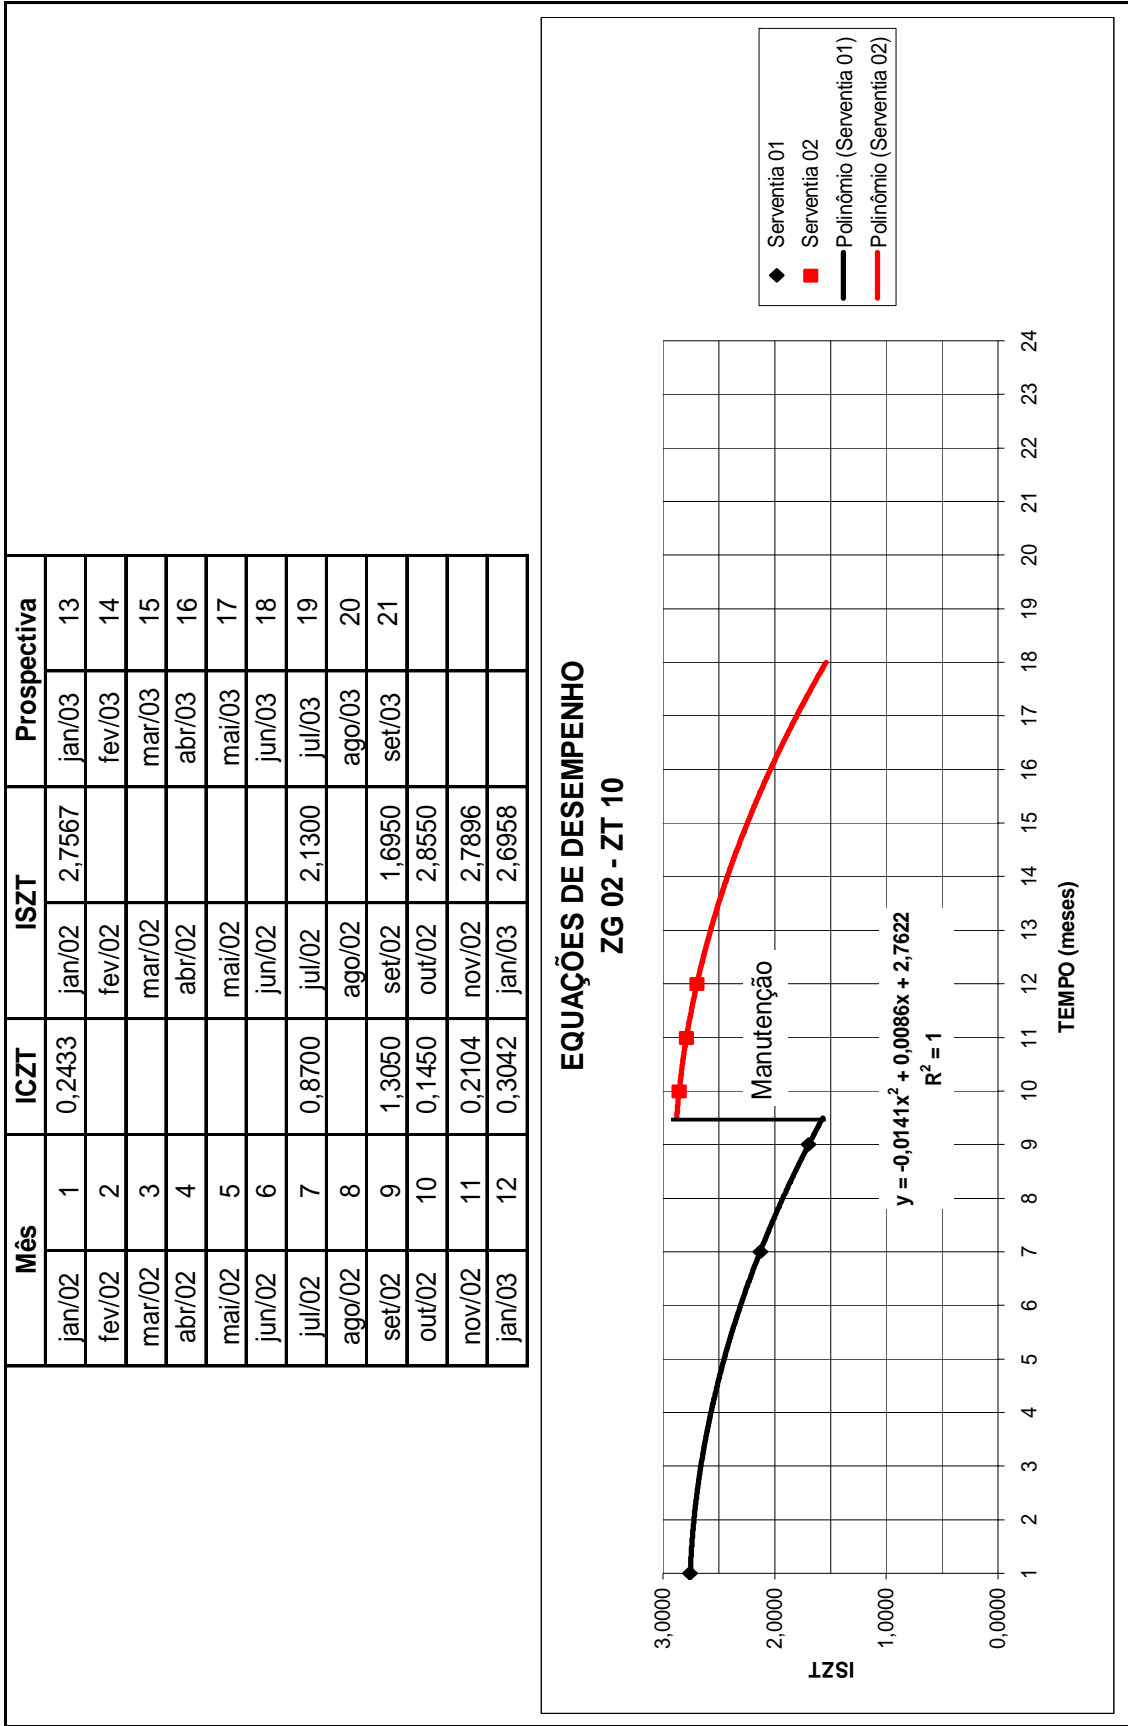 Mês ICZT ISZT Prospectiva
jan/02 1 0,2433 jan/02 2,7567 jan/03 13
fev/02 2 fev/02 fev/03 14
mar/02 3 mar/02 mar/03 15
abr/02 4 abr/02 abr/03 16
mai/02 5 mai/02 mai/03 17
jun/02 6 jun/02 jun/03 18
jul/02 7 0,8700 jul/02 2,1300 jul/03 19
ago/02 8 ago/02 ago/03 20
set/02 9 1,3050 set/02 1,6950 set/03 21
out/02 10 0,1450 out/02 2,8550
nov/02 11 0,2104 nov/02 2,7896
jan/03 12 0,3042 jan/03 2,6958
EQUAÇÕES DE DESEMPENHO
ZG 02 - ZT 10
3,0000
2,0000
1,0000
0,0000
ISZT
Manutenção
y = -0,0141x² + 0,0086x + 2,7622
R² = 1
1 2 3 4 5 6 7 8 9 10 11 12 13 14 15 16 17 18 19 20 21 22 23 24
TEMPO (meses)
Serventia 01
Serventia 02
Polinômio (Serventia 01)
Polinômio (Serventia 02)